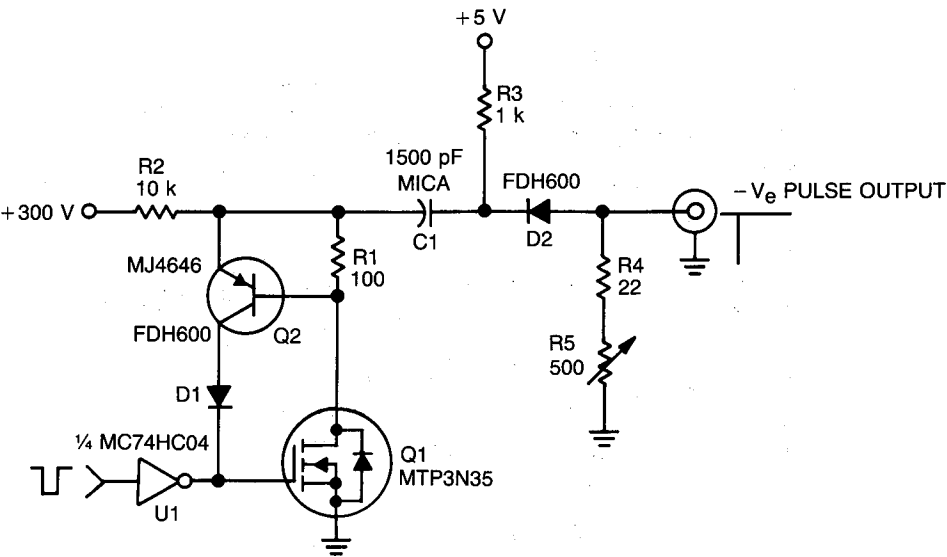 +5 V
R3
1 k
1500 pF
MICA
C1
FDH600
D2
−Ve PULSE OUTPUT
R2
10 k
+300 V
R1
100
MJ4646
Q2
FDH600
D1
R4
22
R5
500
¼ MC74HC04
U1
Q1
MTP3N35